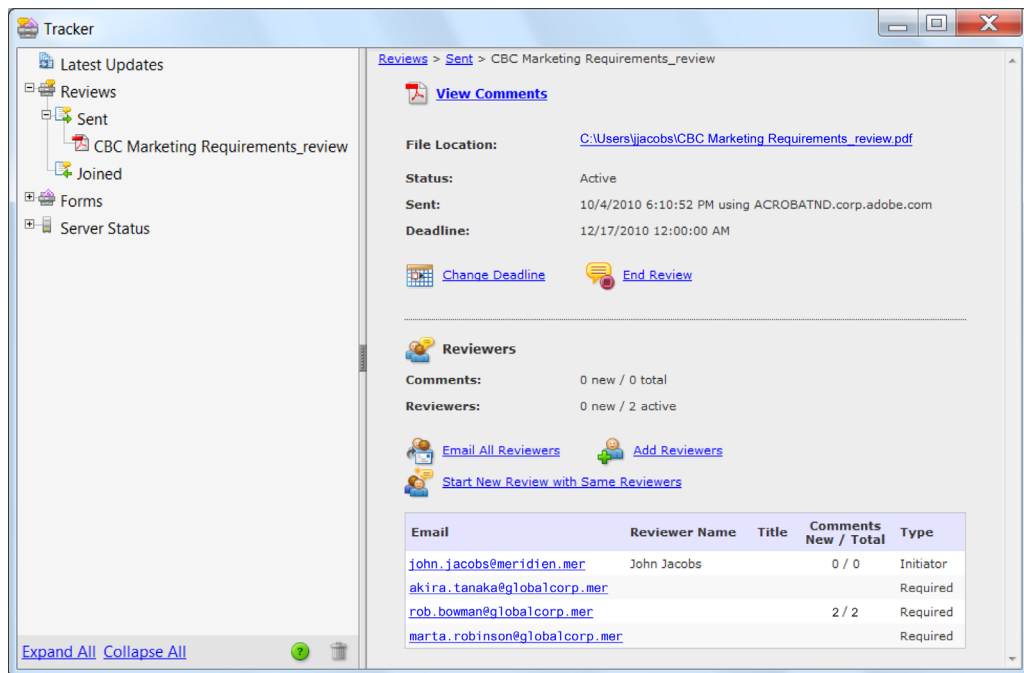 Tracker
Latest Updates
Reviews
Sent
CBC Marketing Requirements_review
Joined
Forms
Server Status
Expand All Collapse All ?
Reviews > Sent > CBC Marketing Requirements_review
View Comments
File Location: C:\Users\jjacobs\CBC Marketing Requirements_review.pdf
Status: Active
Sent: 10/4/2010 6:10:52 PM using ACROBATND.corp.adobe.com
Deadline: 12/17/2010 12:00:00 AM
Change Deadline End Review
Reviewers
Comments: 0 new / 0 total
Reviewers: 0 new / 2 active
Email All Reviewers Add Reviewers
Start New Review with Same Reviewers
Email Reviewer Name Title Comments New / Total Type
john.jacobs@meridien.mer John Jacobs 0 / 0 Initiator
akira.tanaka@globalcorp.mer Required
rob.bowman@globalcorp.mer 2 / 2 Required
marta.robinson@globalcorp.mer Required